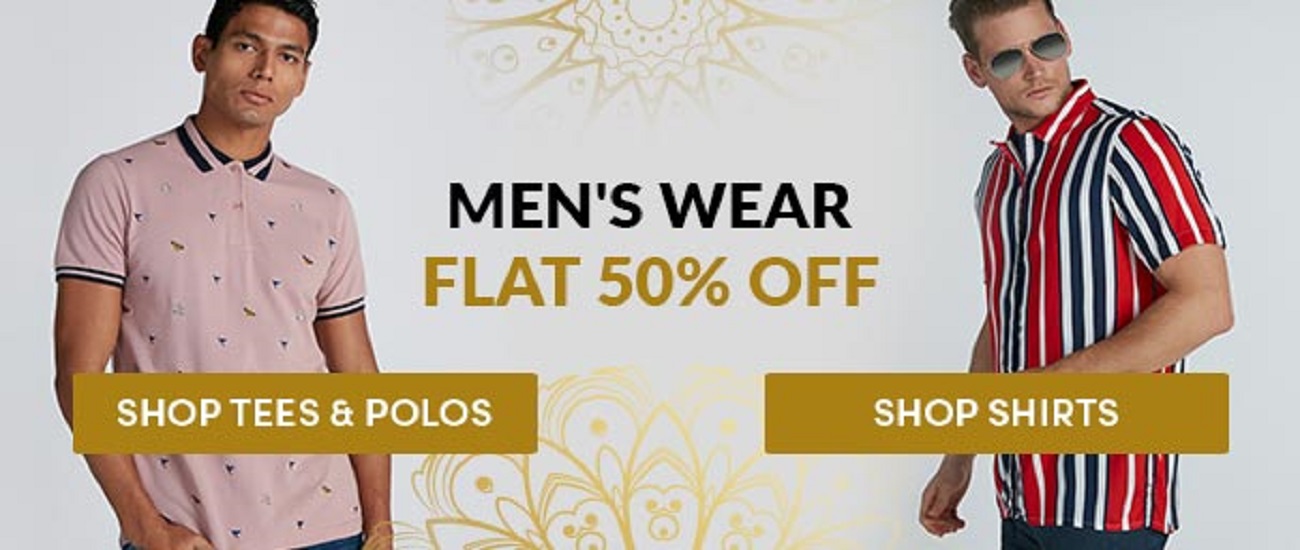 MEN'S WEAR
FLAT 50% OFF
SHOP TEES & POLOS
SHOP SHIRTS